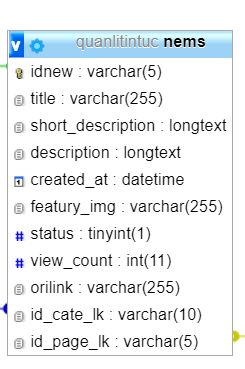 quanlitintuc nems
idnew : varchar(5)
title : varchar(255)
short_description : longtext
description : longtext
created_at : datetime
featury_img : varchar(255)
status : tinyint(1)
view_count : int(11)
orilink : varchar(255)
id_cate_lk : varchar(10)
id_page_lk : varchar(5)